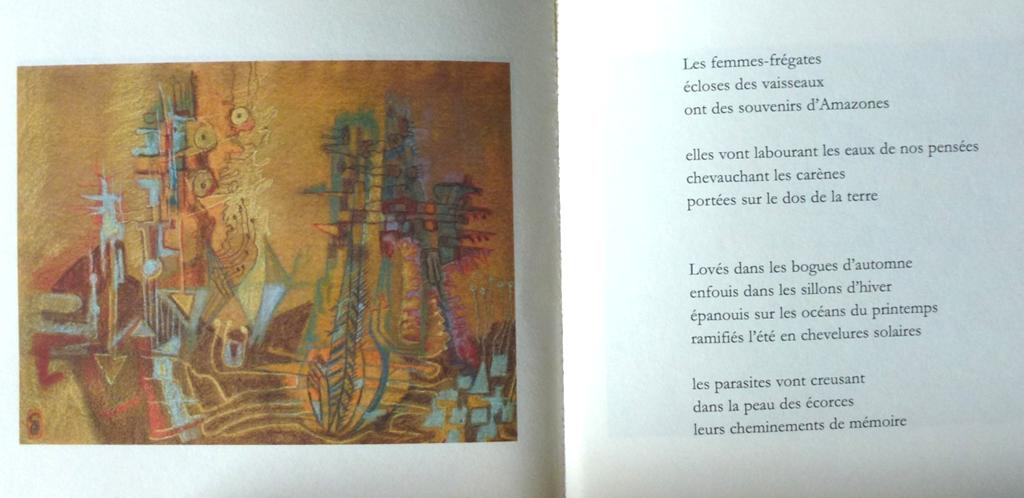 Les femmes-frégates
écloses des vaisseaux
ont des souvenirs d'Amazones
elles vont labourant les eaux de nos pensées
chevauchant les carènes
portées sur le dos de la terre
Lovés dans les bogues d'automne
enfouis dans les sillons d'hiver
épanouis sur les océans du printemps
ramifiés l'été en chevelures solaires
les parasites vont creusant
dans la peau des écorces
leurs cheminements de mémoire